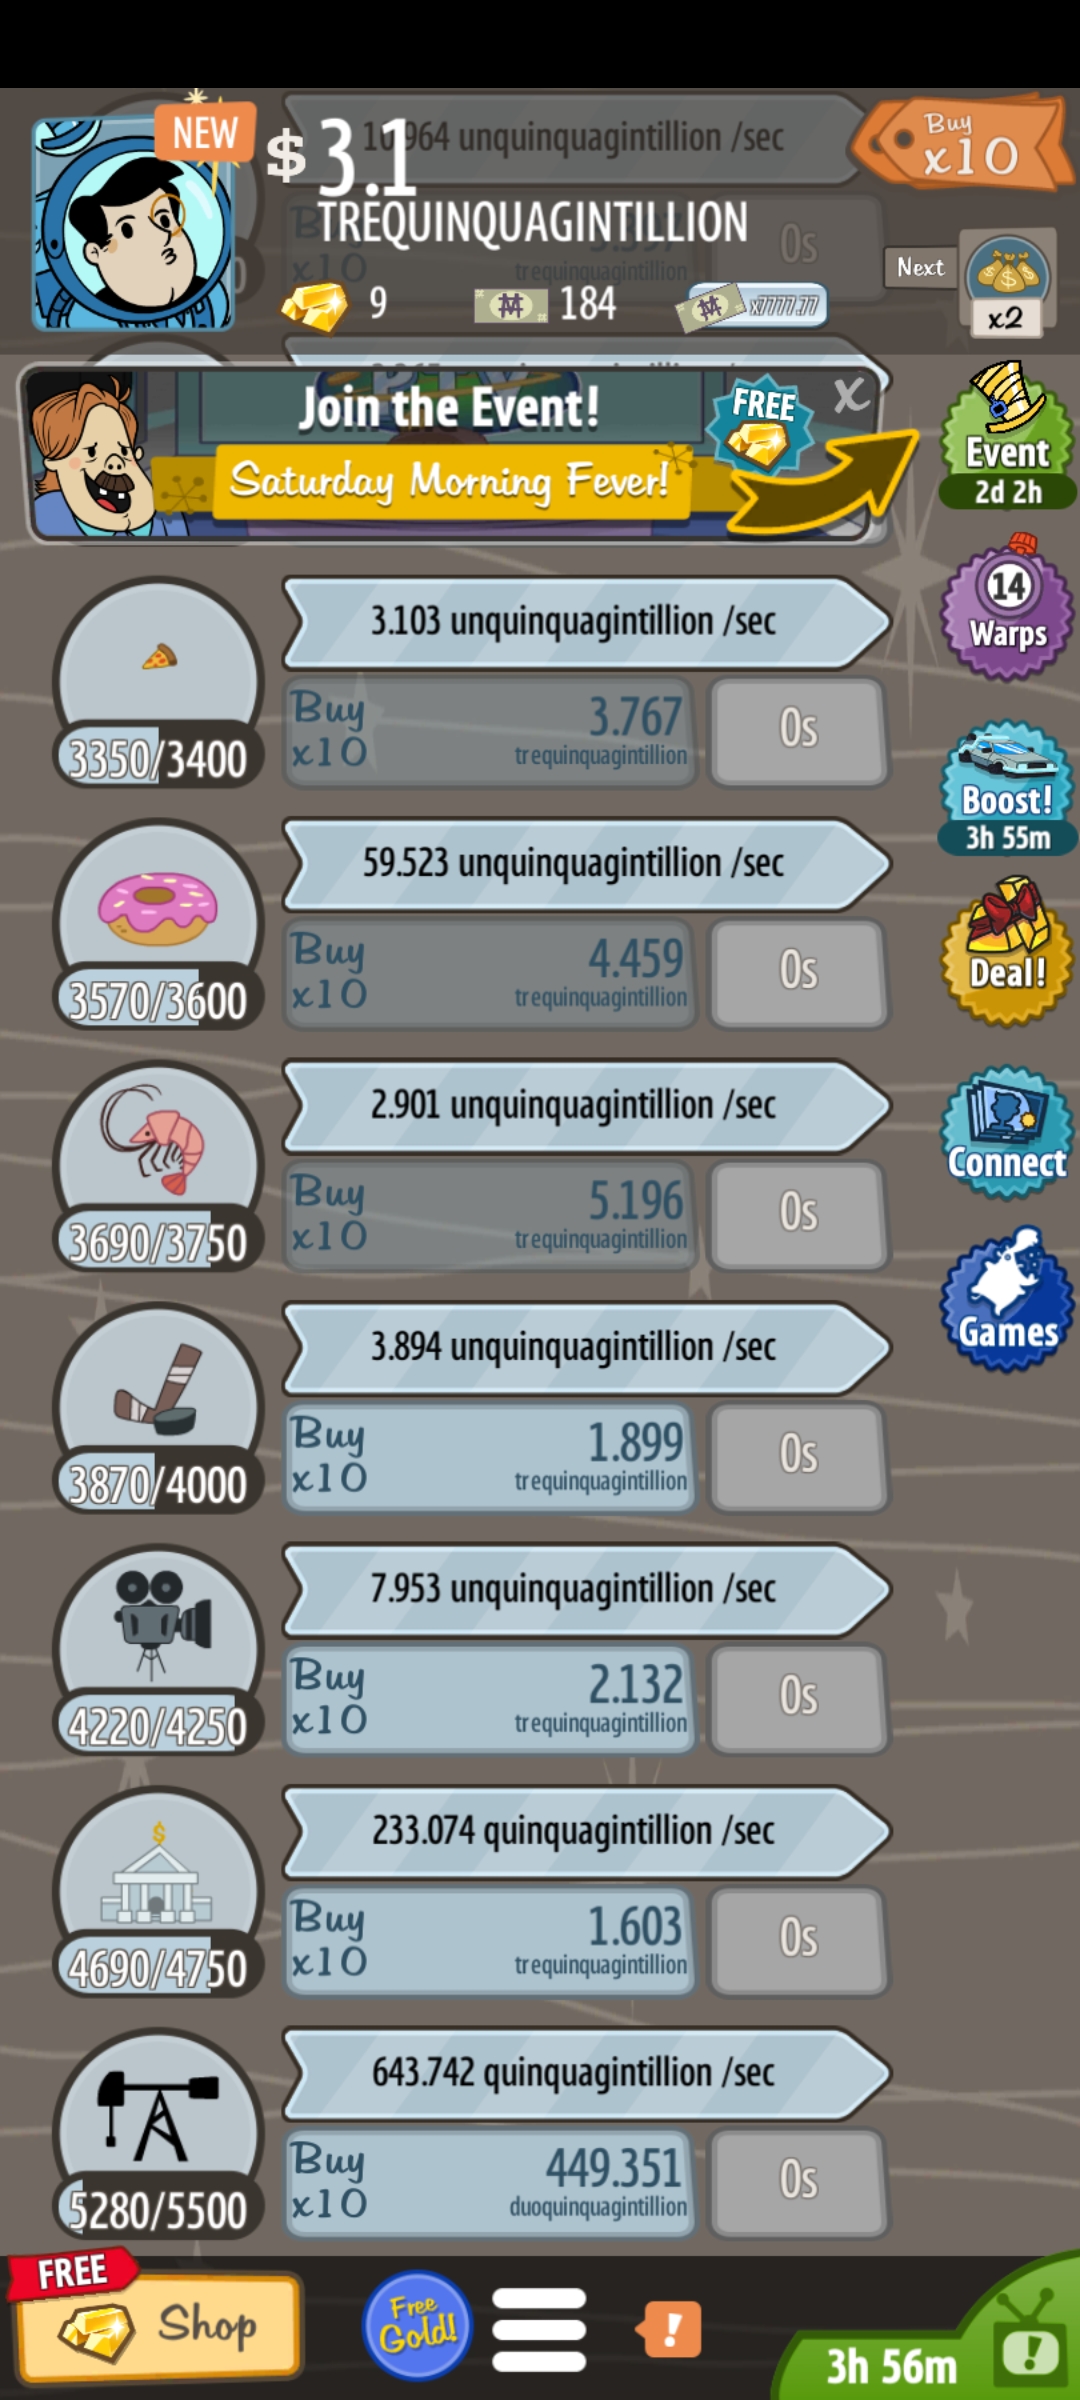 NEW
$ 3.1
10.964 unquinquagintillion /sec
Buy
x10
TREQUINQUAGINTILLION
Buy
x10
3.397
trequinquagintillion
0s
Next
x2
9
184
x7777.77
Join the Event!
FREE
X
Saturday Morning Fever!
Event
2d 2h
14
Warps
3.103 unquinquagintillion /sec
Buy
x10
3.767
trequinquagintillion
0s
3350/3400
Boost!
3h 55m
59.523 unquinquagintillion /sec
Buy
x10
4.459
trequinquagintillion
0s
3570/3600
Deal!
2.901 unquinquagintillion /sec
Buy
x10
5.196
trequinquagintillion
0s
3690/3750
Connect
Games
3.894 unquinquagintillion /sec
Buy
x10
1.899
trequinquagintillion
0s
3870/4000
7.953 unquinquagintillion /sec
Buy
x10
2.132
trequinquagintillion
0s
4220/4250
$
233.074 quinquagintillion /sec
Buy
x10
1.603
trequinquagintillion
0s
4690/4750
643.742 quinquagintillion /sec
Buy
x10
449.351
duoquinquagintillion
0s
5280/5500
FREE
Shop
Free
Gold!
!
3h 56m
!